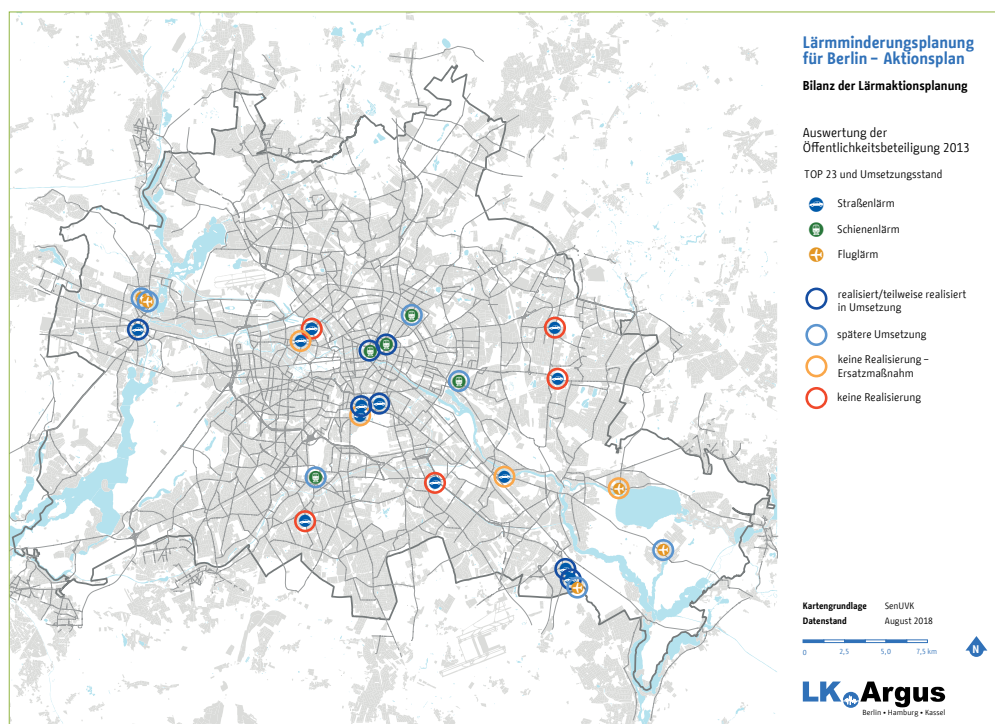 Lärmminderungsplanung
für Berlin – Aktionsplan
Bilanz der Lärmaktionsplanung
Auswertung der
Öffentlichkeitsbeteiligung 2013
TOP 23 und Umsetzungsstand
Straßenlärm
Schienenlärm
Fluglärm
realisiert/teilweise realisiert
in Umsetzung
spätere Umsetzung
keine Realisierung –
Ersatzmaßnahm
keine Realisierung
Kartengrundlage SenUVK
Datenstand August 2018
0 2,5 5,0 7,5 km
N
LK Argus
Berlin • Hamburg • Kassel